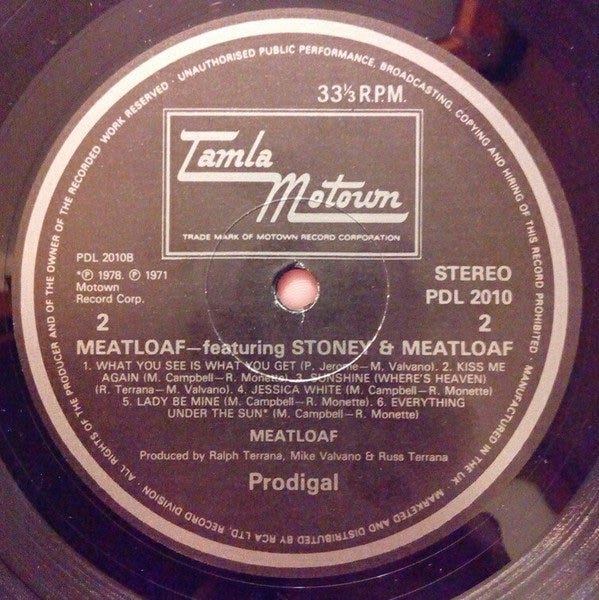 ALL RIGHTS OF THE PRODUCER AND OF THE OWNER OF THE RECORDED WORK RESERVED · UNAUTHORISED PUBLIC PERFORMANCE, BROADCASTING, COPYING AND HIRING OF THIS RECORD PROHIBITED · MANUFACTURED IN THE U.K. · MARKETED AND DISTRIBUTED BY RCA LTD, RECORD DIVISION ·
33⅓ R.P.M.
Tamla
Motown
TRADE MARK OF MOTOWN RECORD CORPORATION
PDL 2010B
*℗ 1978. ℗ 1971
Motown
Record Corp.
2
STEREO
PDL 2010
2
MEATLOAF—featuring STONEY & MEATLOAF
1. WHAT YOU SEE IS WHAT YOU GET (P. Jerome—M. Valvano). 2. KISS ME
AGAIN (M. Campbell—R. Monette). 3. SUNSHINE (WHERE'S HEAVEN)
(R. Terrana—M. Valvano). 4. JESSICA WHITE (M. Campbell—R. Monette).
5. LADY BE MINE (M. Campbell—R. Monette). 6. EVERYTHING
UNDER THE SUN* (M. Campbell—R. Monette)
MEATLOAF
Produced by Ralph Terrana, Mike Valvano & Russ Terrana
Prodigal